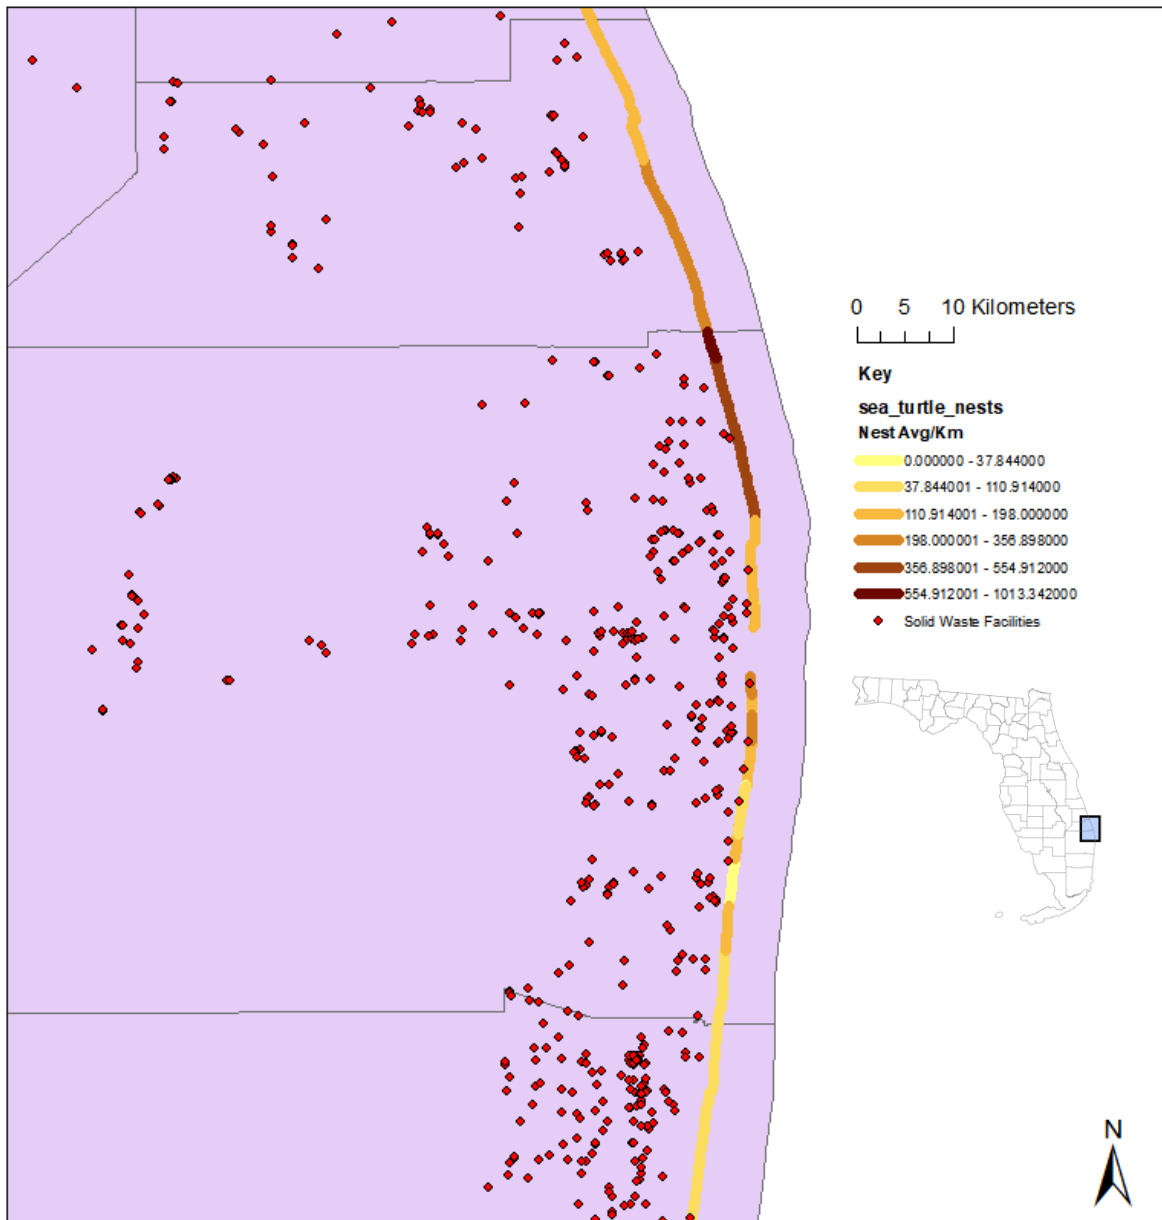 0 5 10 Kilometers
Key
sea_turtle_nests
Nest Avg/Km
0.000000 - 37.844000
37.844001 - 110.914000
110.914001 - 198.000000
198.000001 - 356.898000
356.898001 - 554.912000
554.912001 - 1013.342000
Solid Waste Facilities
N